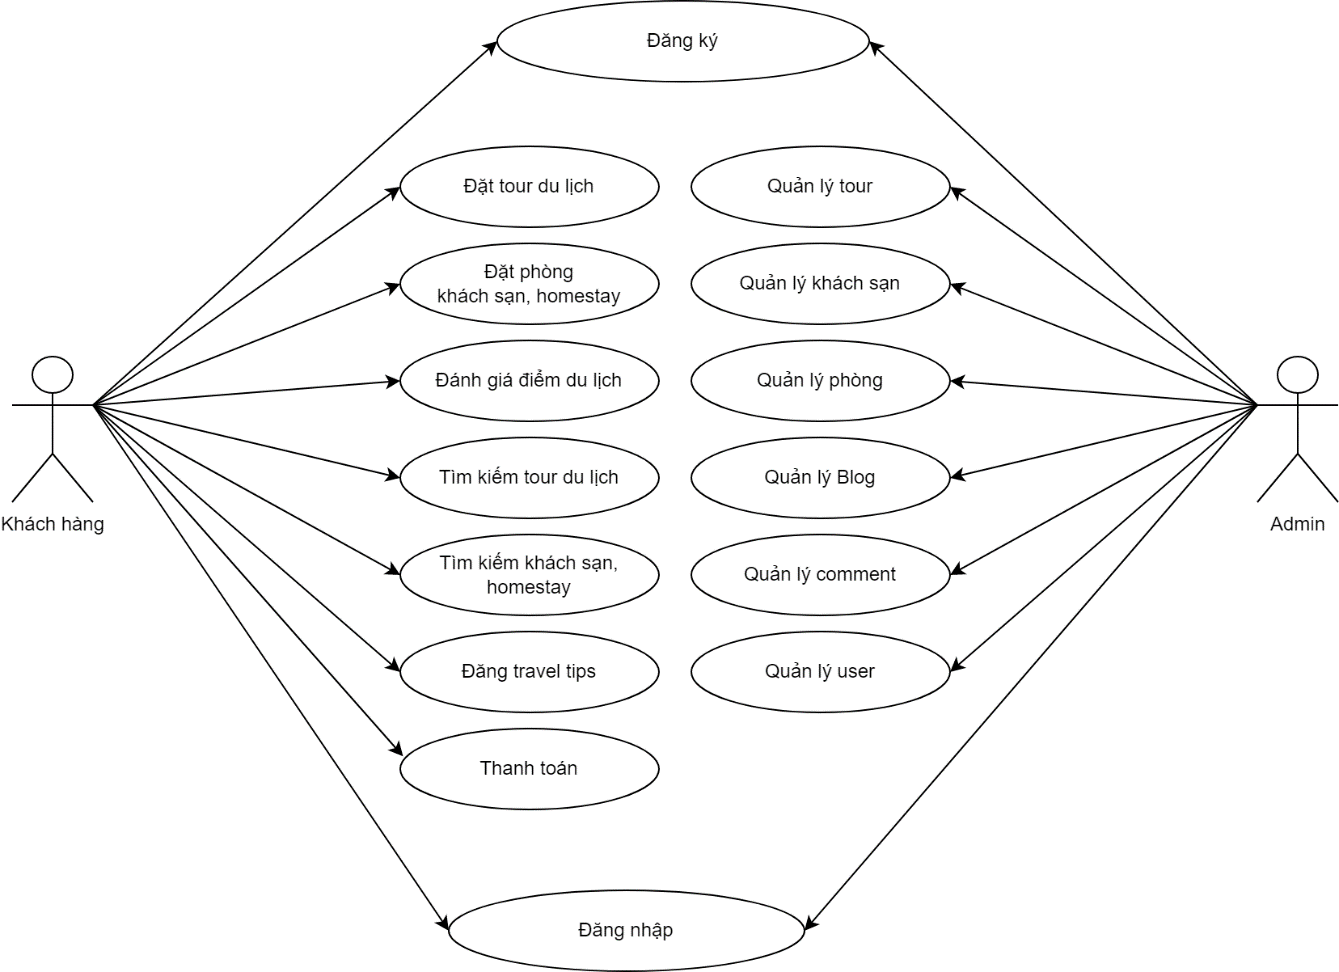 Đăng ký
Đặt tour du lịch
Quản lý tour
Đặt phòng
khách sạn, homestay
Quản lý khách sạn
Đánh giá điểm du lịch
Quản lý phòng
Tìm kiếm tour du lịch
Quản lý Blog
Khách hàng
Admin
Tìm kiếm khách sạn,
homestay
Quản lý comment
Đăng travel tips
Quản lý user
Thanh toán
Đăng nhập